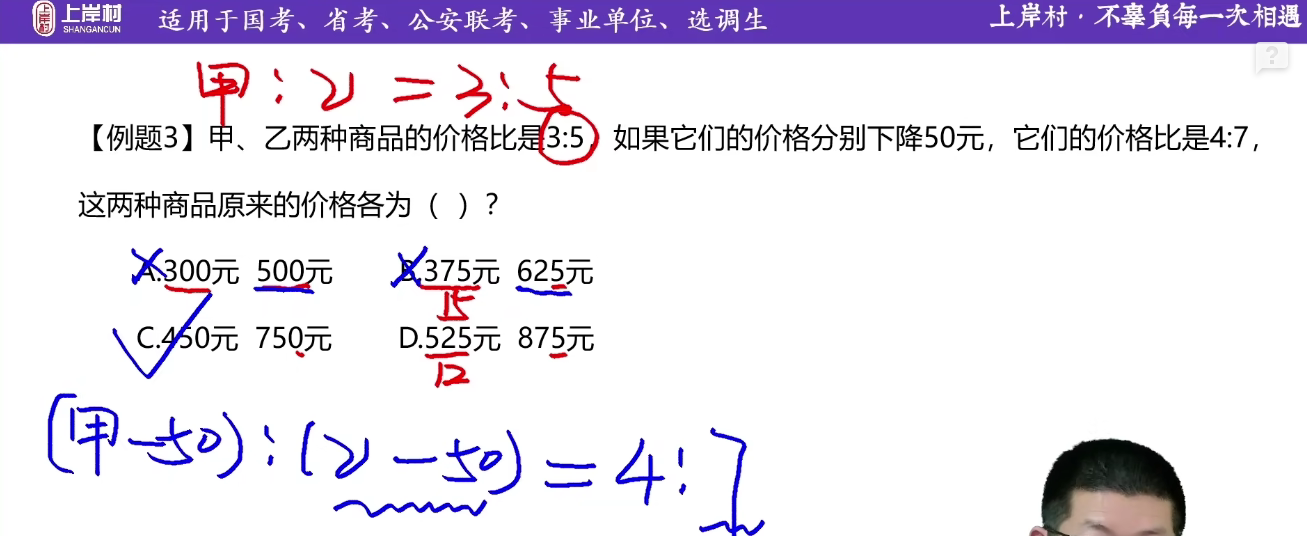 上岸村 SHANGANCUN 适用于国考、省考、公安联考、事业单位、选调生 上岸村·不辜負每一次相遇
?
甲:乙=3:5
【例题3】甲、乙两种商品的价格比是3:5，如果它们的价格分别下降50元，它们的价格比是4:7，
这两种商品原来的价格各为（ ）？
A.300元 500元 B.375元 625元
15
C.450元 750元 D.525元 875元
12
(甲-50):(乙-50)=4:7